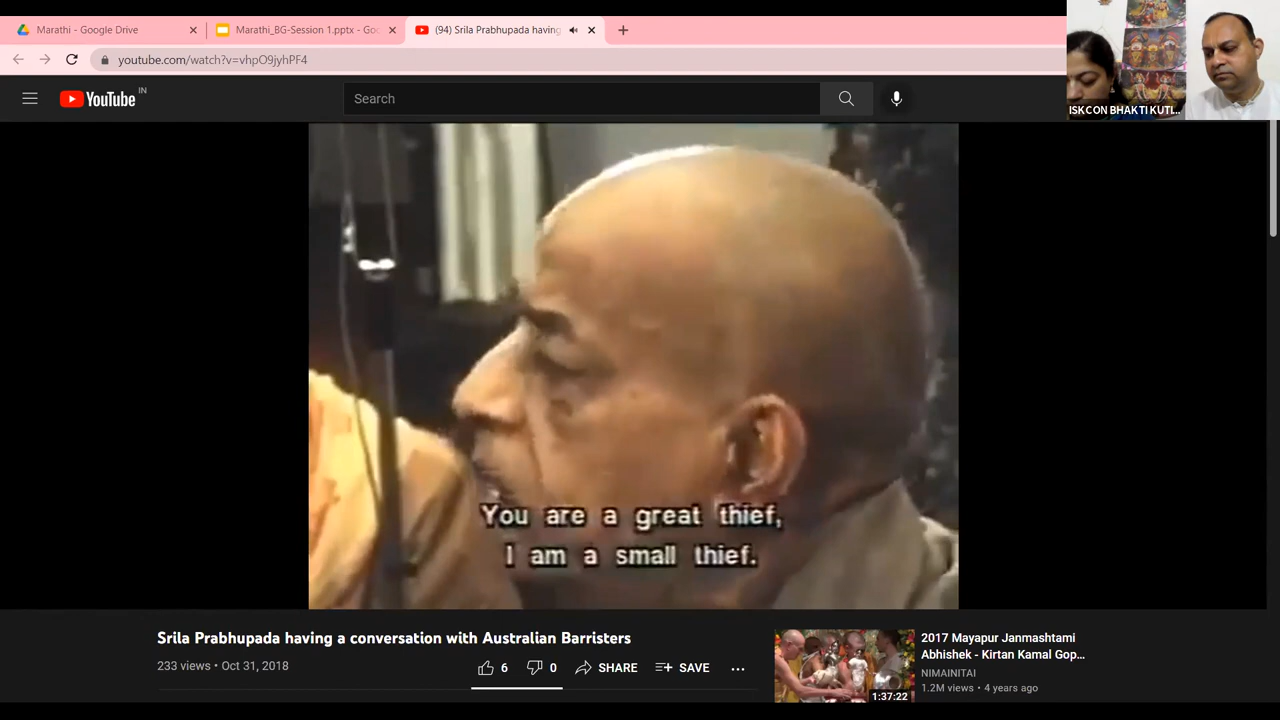 Marathi - Google Drive
Marathi_BG-Session 1.pptx - Goo
(94) Srila Prabhupada having
youtube.com/watch?v=vhpO9jyhPF4
ISKCON BHAKTI KUTI...
YouTube IN
Search
You are a great thief,
I am a small thief.
Srila Prabhupada having a conversation with Australian Barristers
233 views • Oct 31, 2018
6
0
SHARE
SAVE
2017 Mayapur Janmashtami
Abhishek - Kirtan Kamal Gop...
NIMAINITAI
1.2M views • 4 years ago
1:37:22